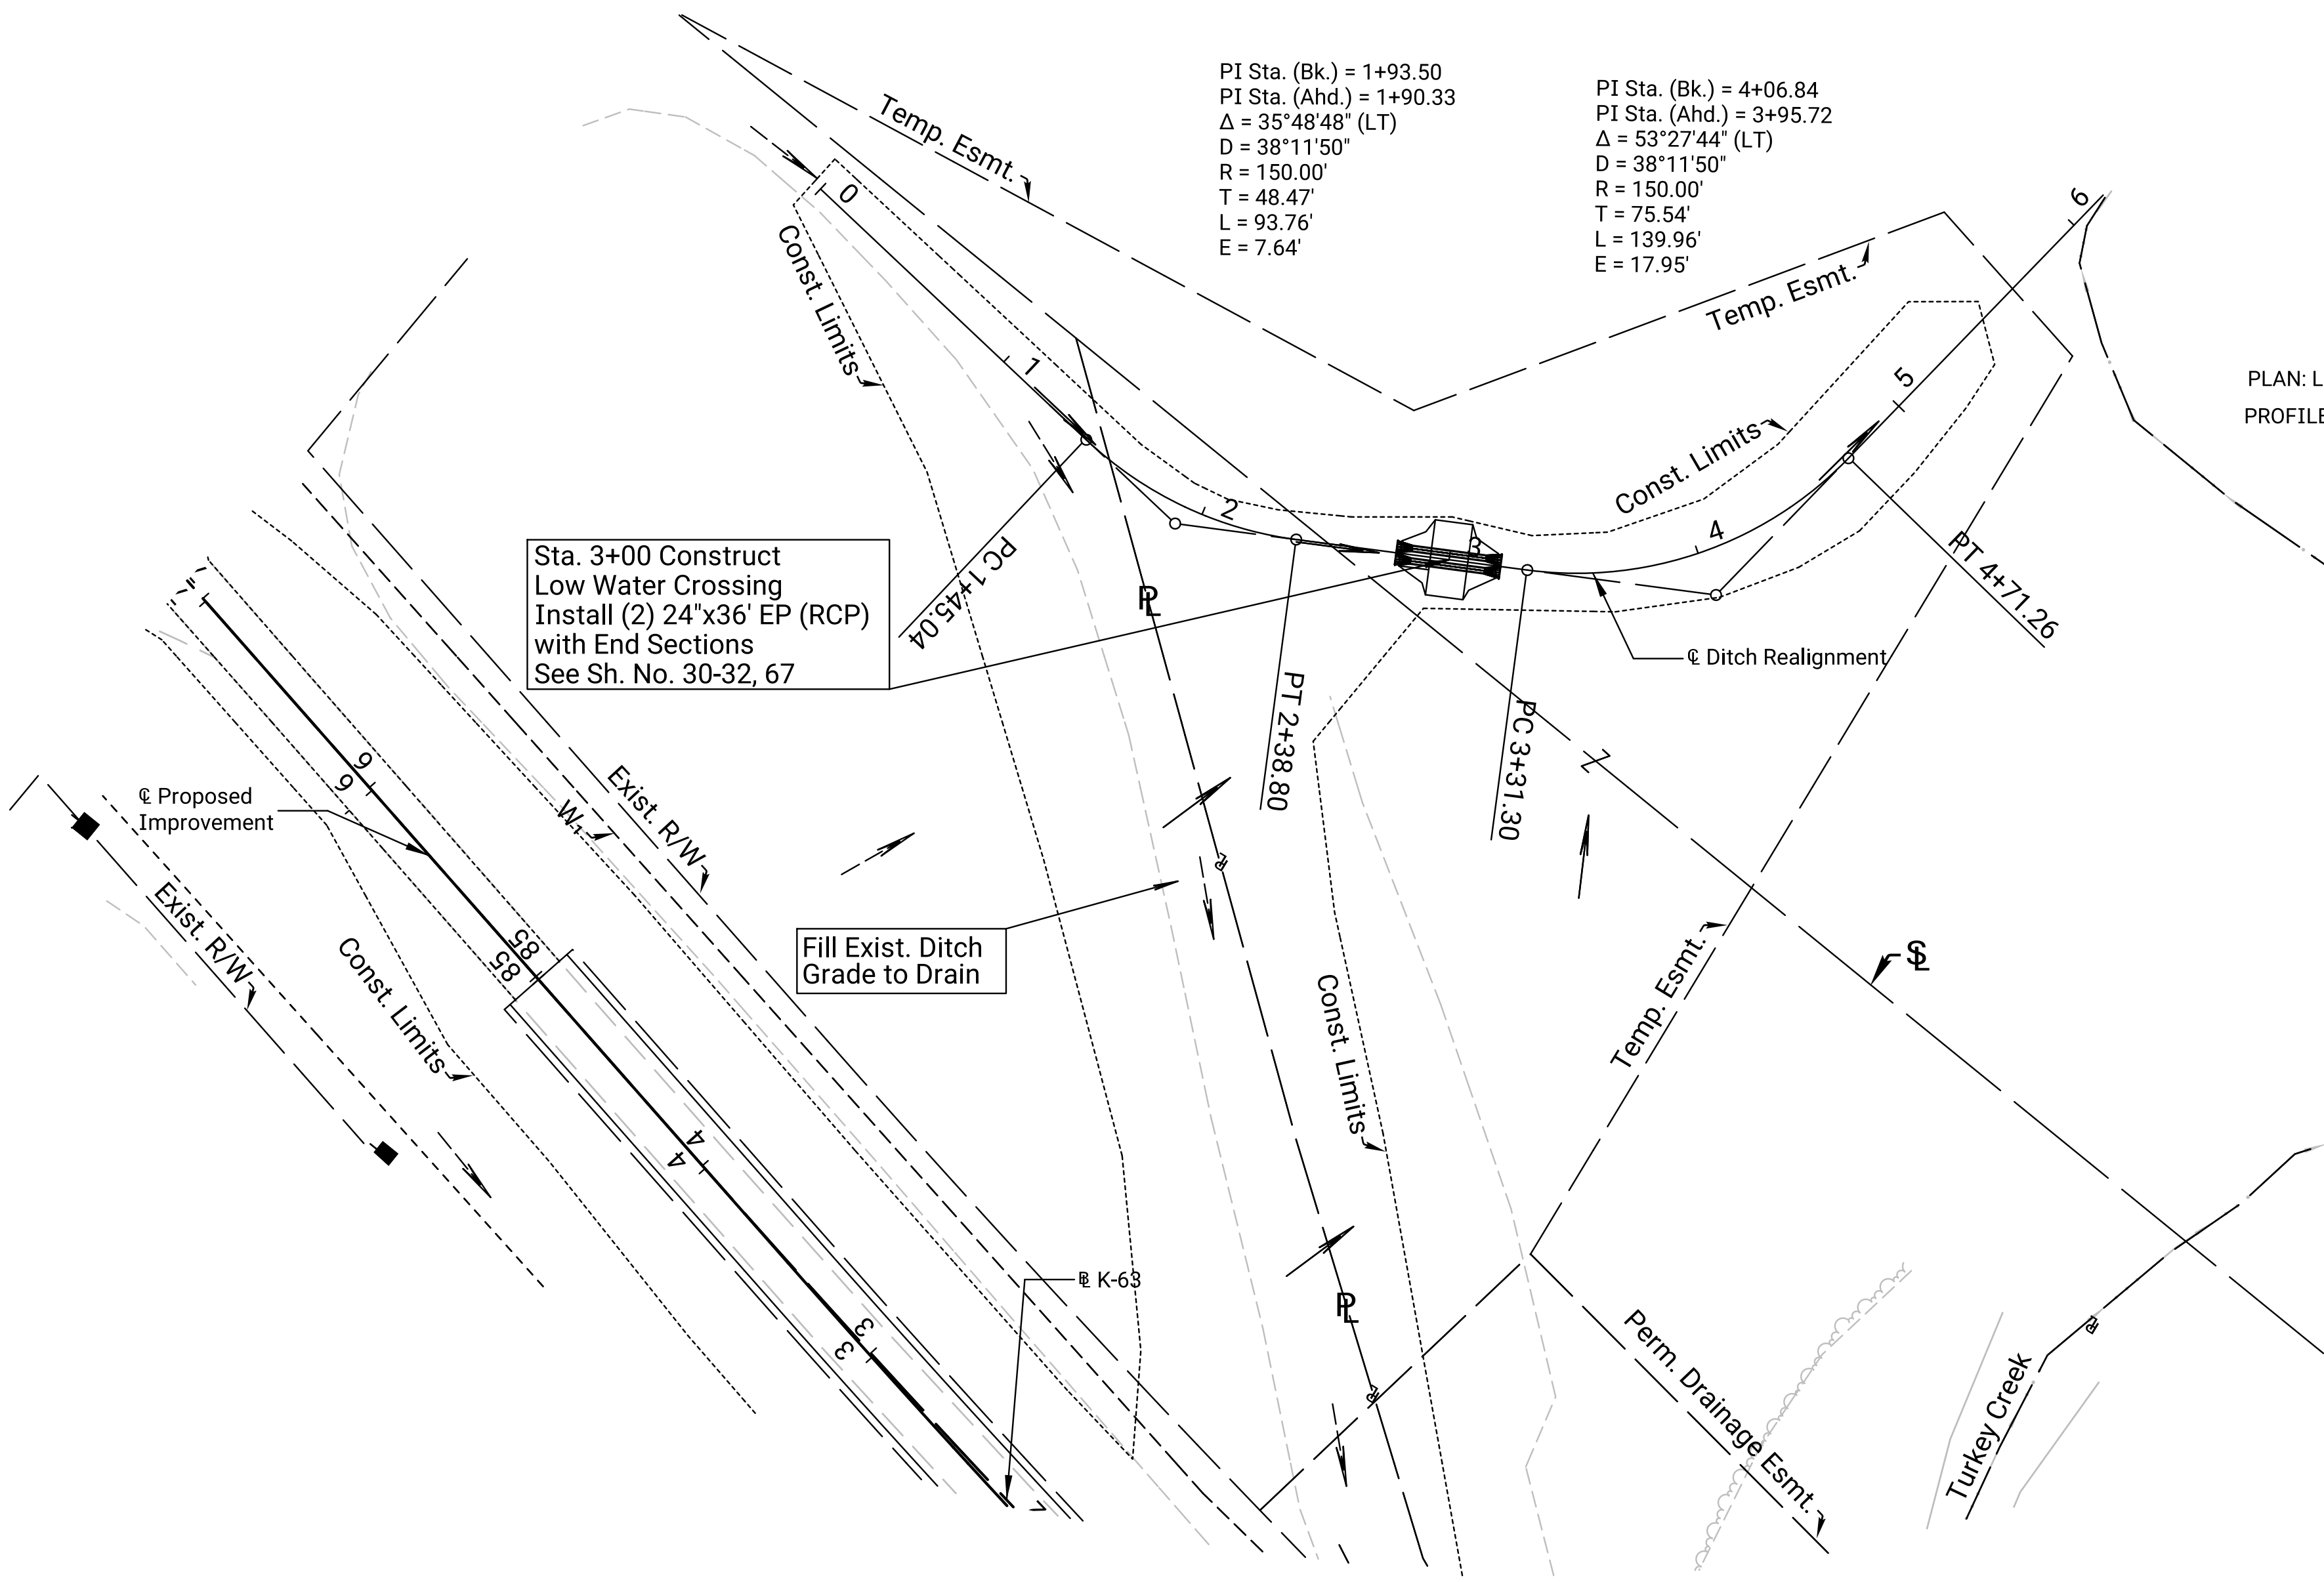 PI Sta. (Bk.) = 1+93.50
PI Sta. (Ahd.) = 1+90.33
Δ = 35°48'48" (LT)
D = 38°11'50"
R = 150.00'
T = 48.47'
L = 93.76'
E = 7.64'
PI Sta. (Bk.) = 4+06.84
PI Sta. (Ahd.) = 3+95.72
Δ = 53°27'44" (LT)
D = 38°11'50"
R = 150.00'
T = 75.54'
L = 139.96'
E = 17.95'
Temp. Esmt.
Temp. Esmt.
Const. Limits
Const. Limits
0
1
2
3
4
5
6
PLAN: L
PROFILE
Sta. 3+00 Construct
Low Water Crossing
Install (2) 24"x36' EP (RCP)
with End Sections
See Sh. No. 30-32, 67
PC 1+45.04
PT 2+38.80
PC 3+31.30
PT 4+71.26
℄ Ditch Realignment
PL
Exist. R/W
W
℄ Proposed
Improvement
Exist. R/W
Const. Limits
6
6
85
85
4
4
3
3
Fill Exist. Ditch
Grade to Drain
Const. Limits
Temp. Esmt.
SL
Z
BL K-63
PL
Perm. Drainage Esmt.
Turkey Creek